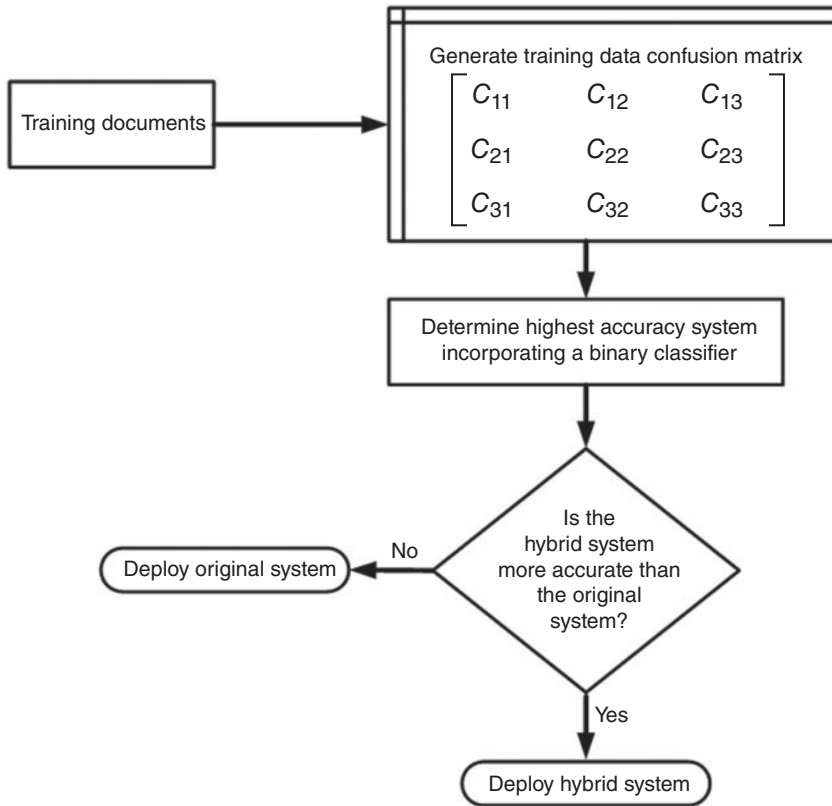 Generate training data confusion matrix
Training documents
C11 C12 C13
C21 C22 C23
C31 C32 C33
Determine highest accuracy system
incorporating a binary classifier
Is the
hybrid system
more accurate than
the original
system?
No
Deploy original system
Yes
Deploy hybrid system